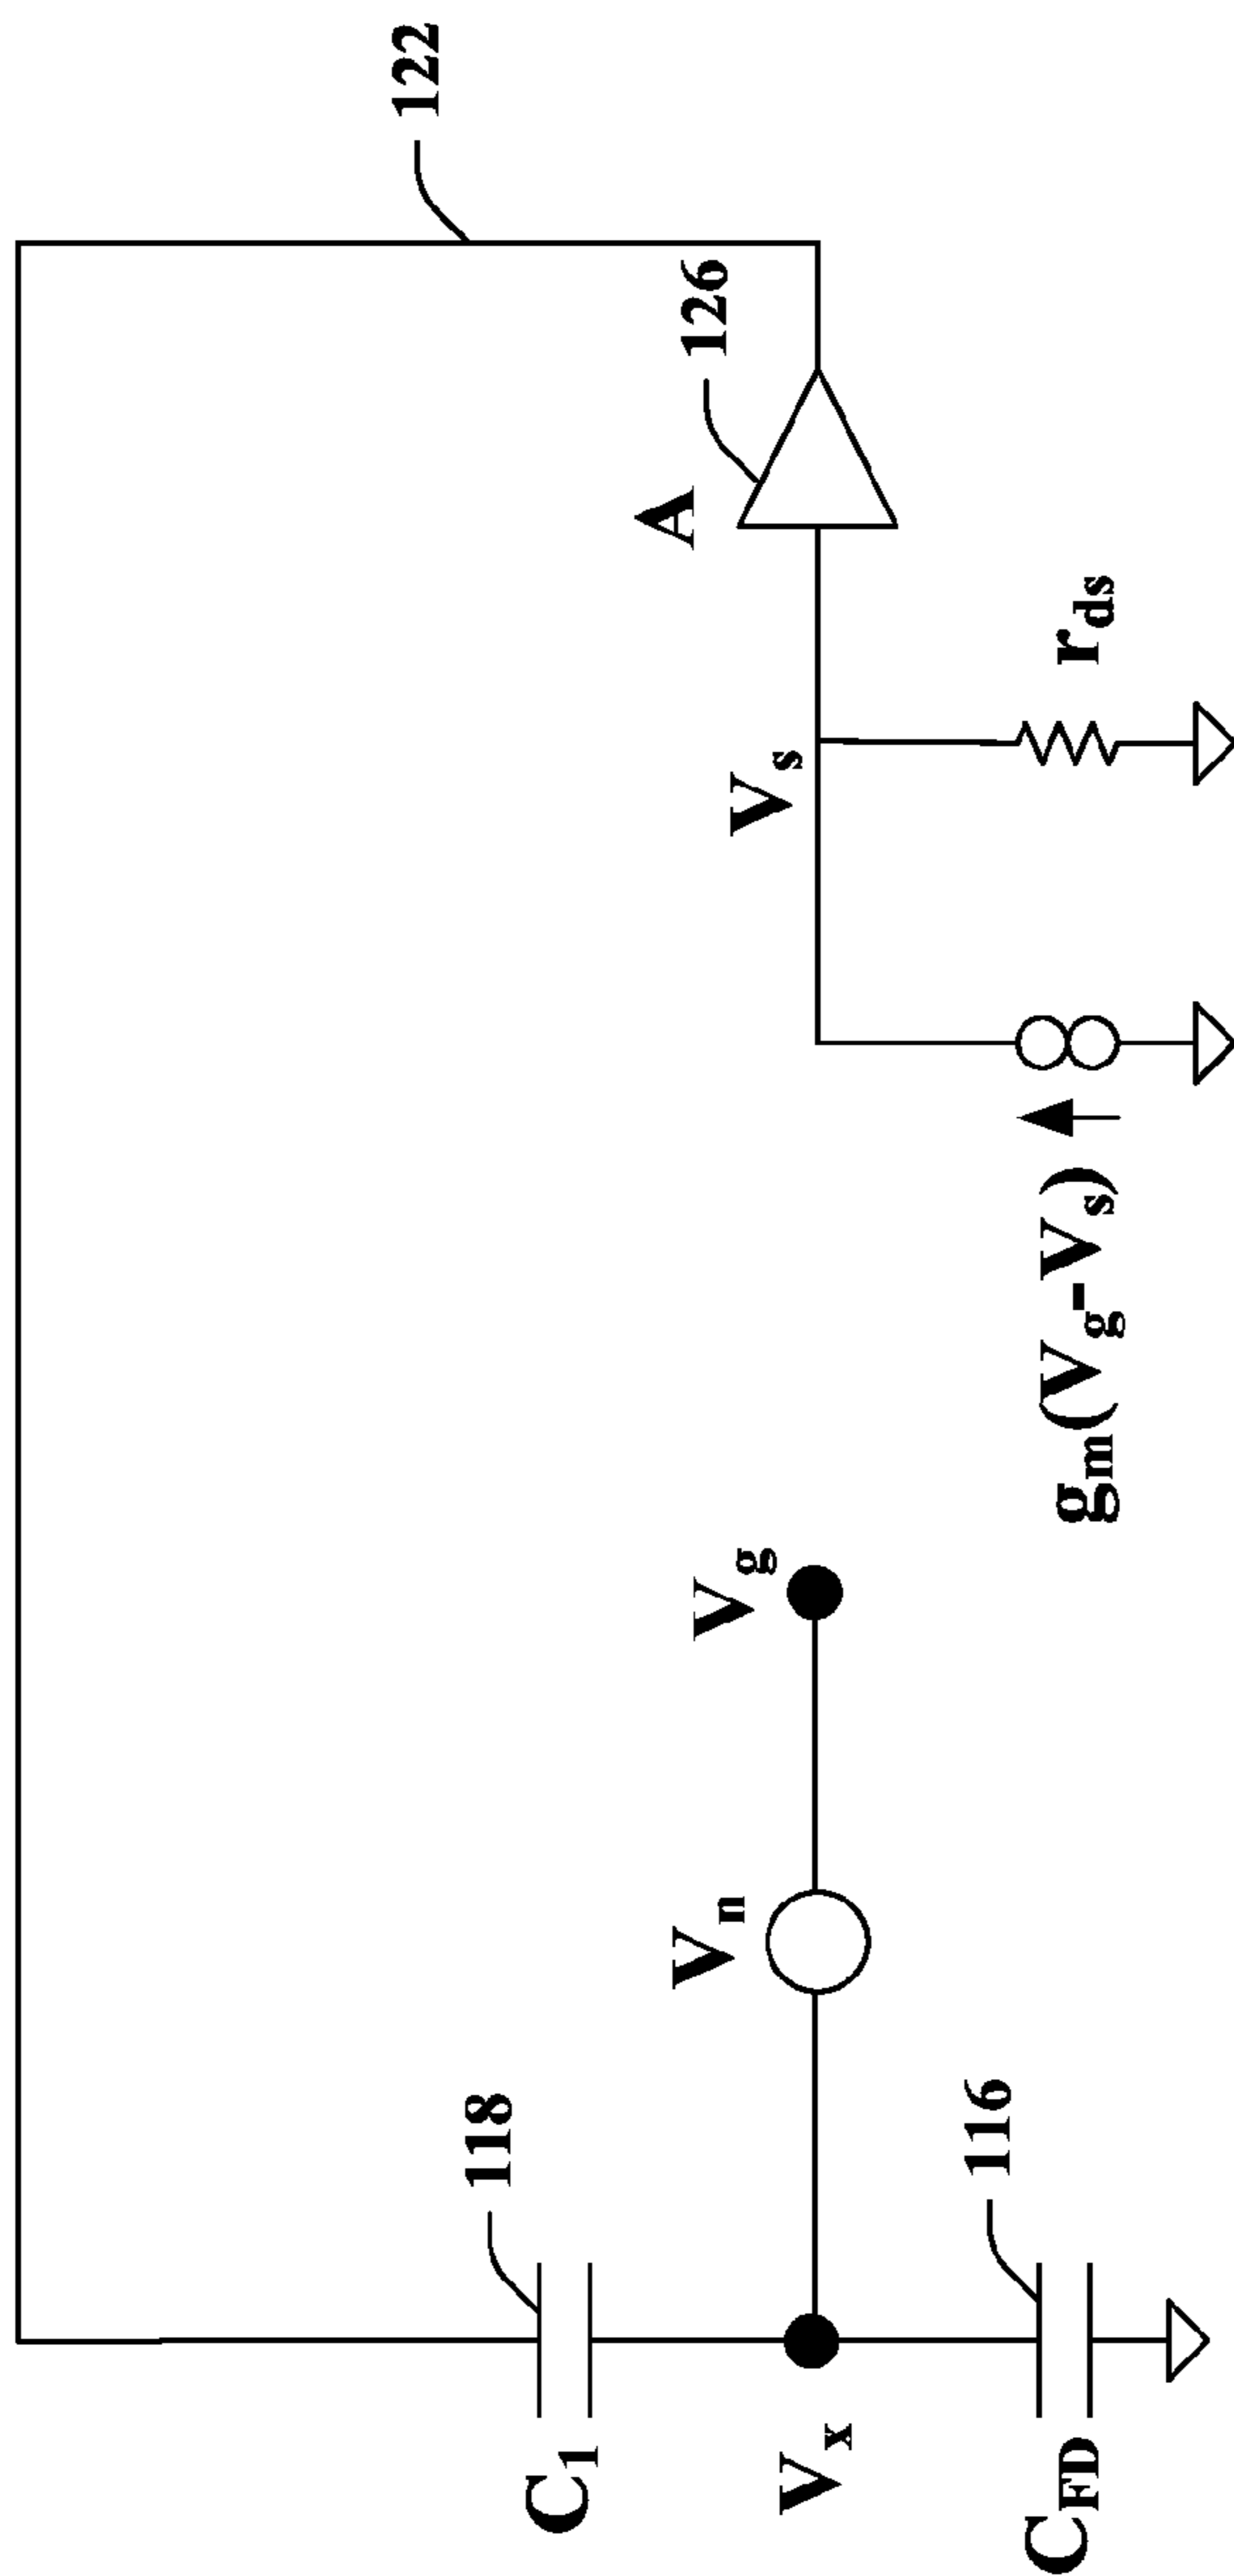 122
126
A
V_s
r_ds
g_m(V_g-V_s)
V_g
V_n
118
C_1
V_x
116
C_FD